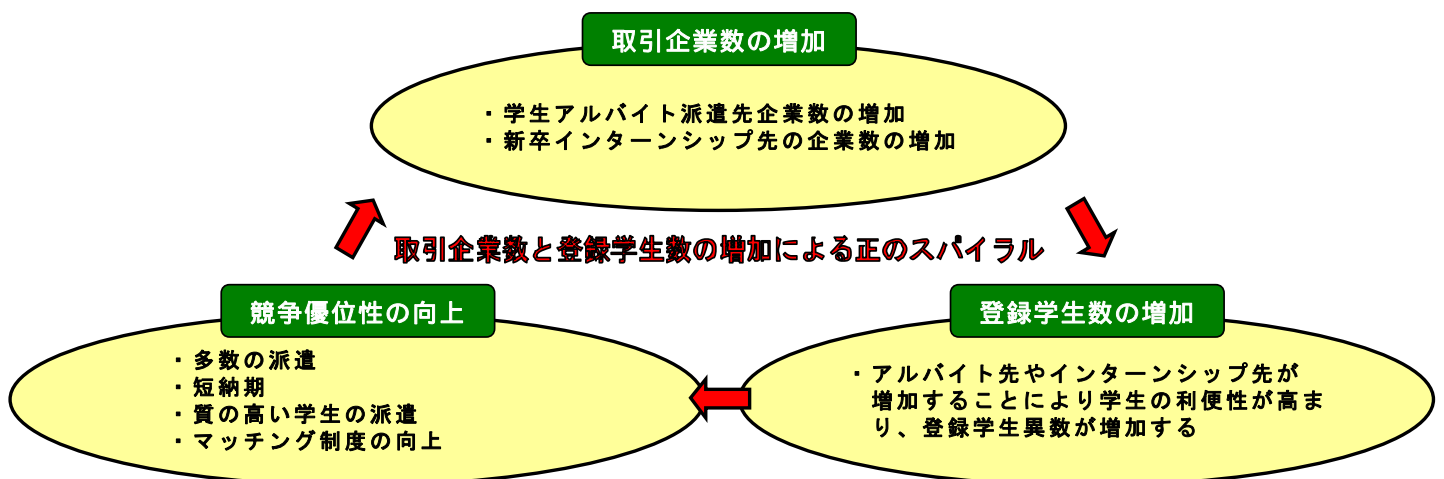 取引企業数の増加
・学生アルバイト派遣先企業数の増加
・新卒インターンシップ先の企業数の増加
取引企業数と登録学生数の増加による正のスパイラル
競争優位性の向上
・多数の派遣
・短納期
・質の高い学生の派遣
・マッチング制度の向上
登録学生数の増加
・アルバイト先やインターンシップ先が
増加することにより学生の利便性が高ま
り、登録学生異数が増加する